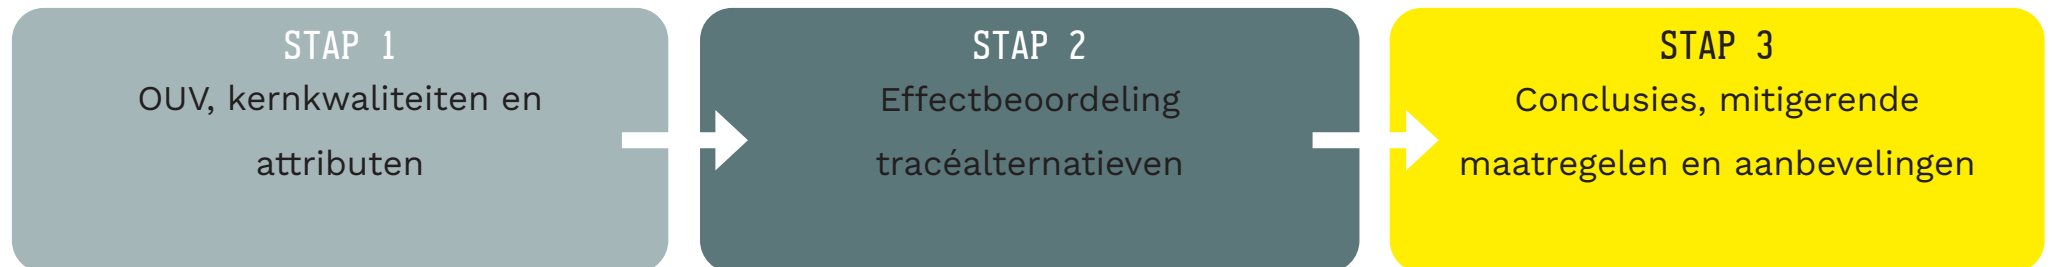 STAP 1
OUV, kernkwaliteiten en
attributen
STAP 2
Effectbeoordeling
tracéalternatieven
STAP 3
Conclusies, mitigerende
maatregelen en aanbevelingen